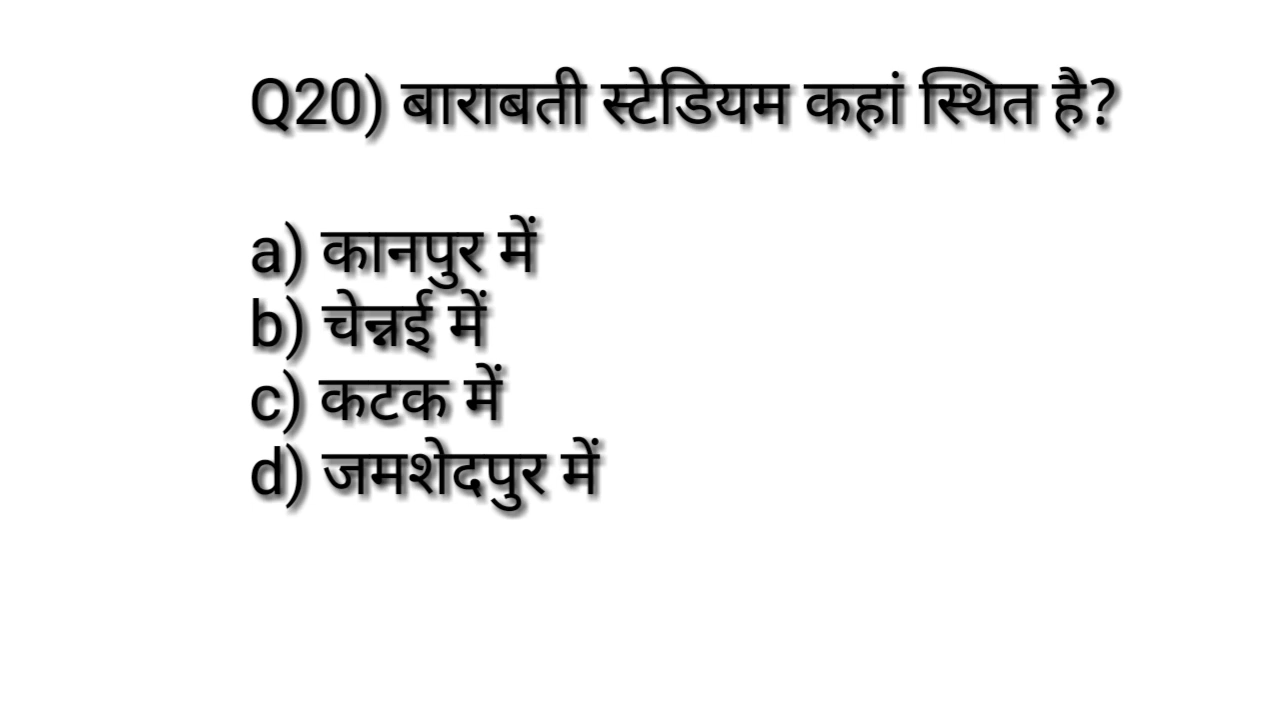 Q20) बाराबती स्टेडियम कहां स्थित है?
a) कानपुर में
b) चेन्नई में
c) कटक में
d) जमशेदपुर में